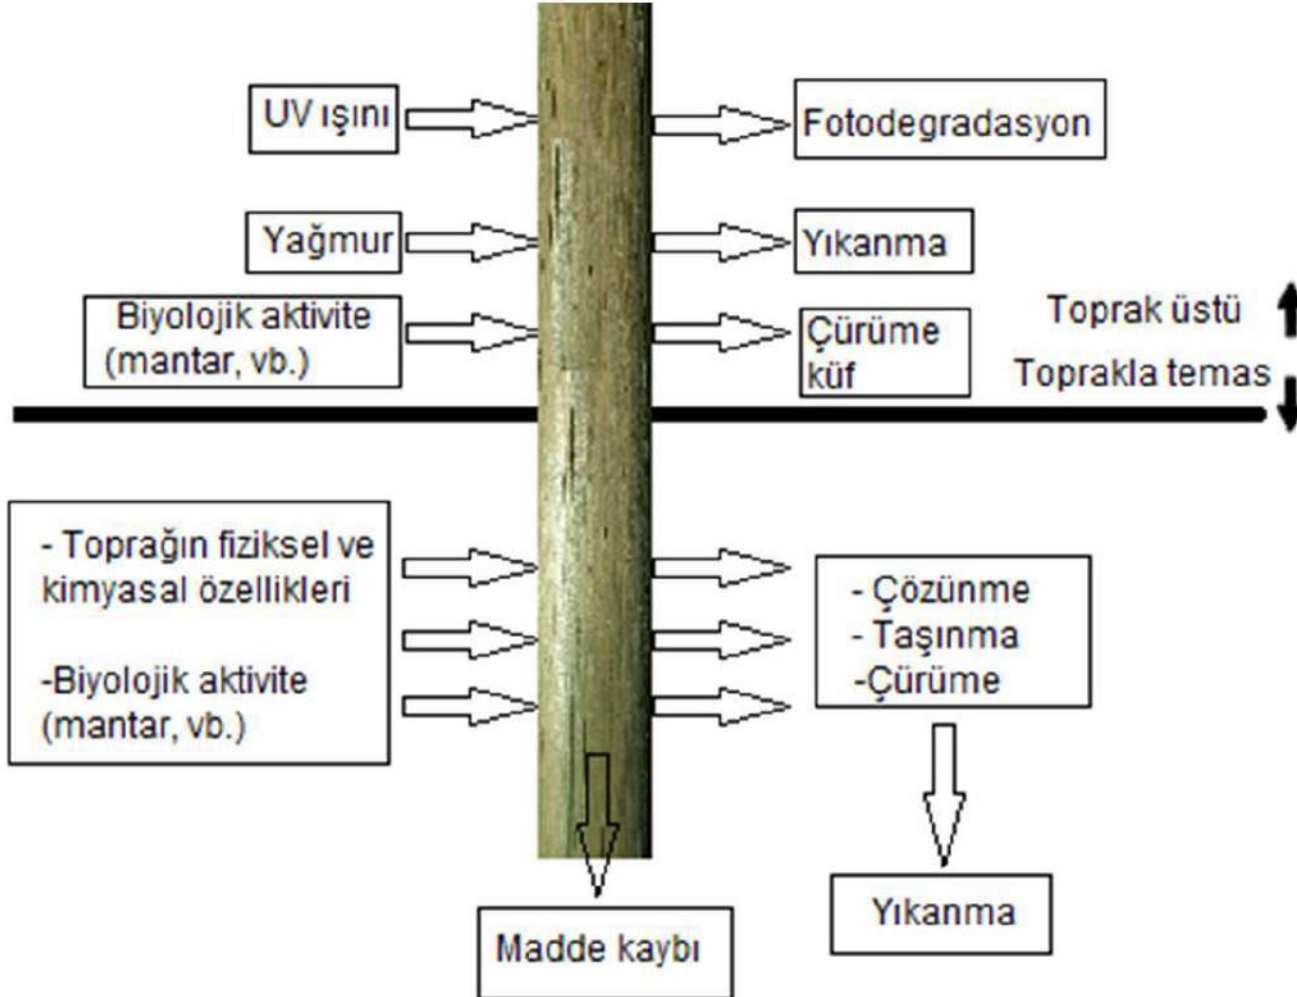 UV ışını
Fotodegradasyon
Yağmur
Yıkanma
Biyolojik aktivite
(mantar, vb.)
Çürüme
küf
Toprak üstü
Toprakla temas
- Toprağın fiziksel ve
kimyasal özellikleri
-Biyolojik aktivite
(mantar, vb.)
- Çözünme
- Taşınma
-Çürüme
Yıkanma
Madde kaybı